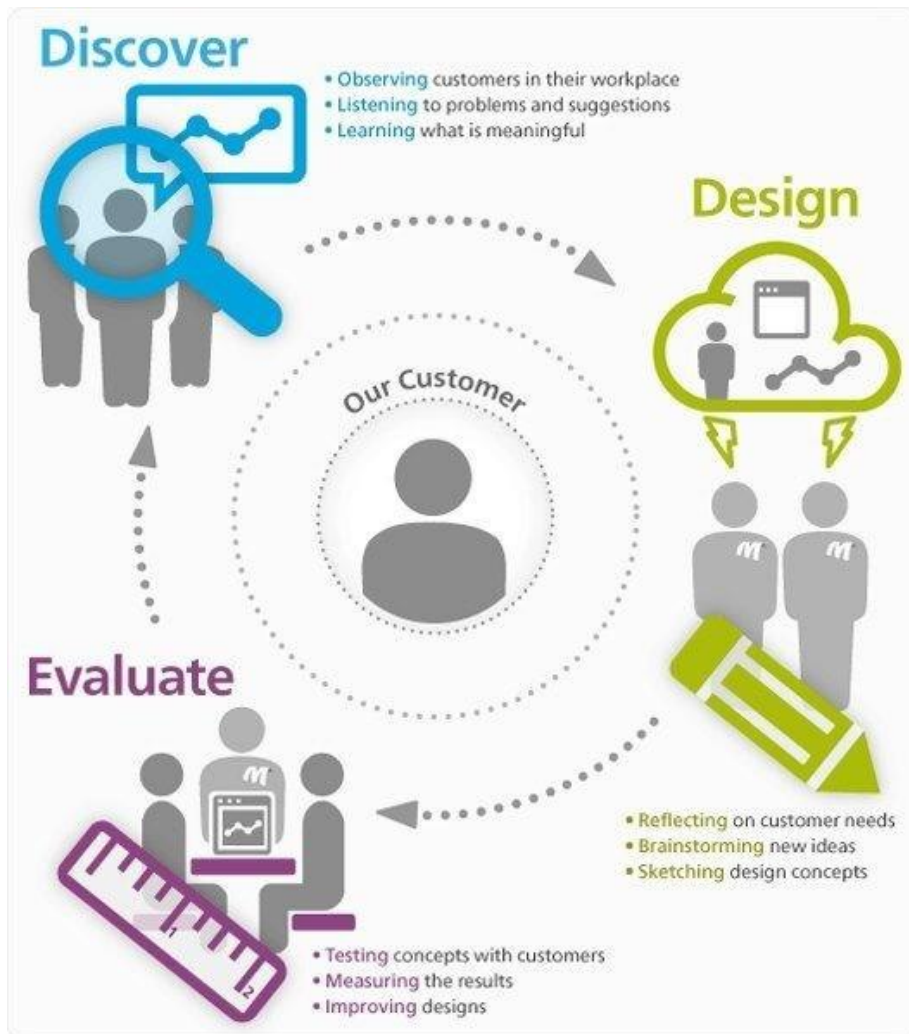 Discover
• Observing customers in their workplace
• Listening to problems and suggestions
• Learning what is meaningful
Design
Our Customer
M
M
Evaluate
M
• Reflecting on customer needs
• Brainstorming new ideas
• Sketching design concepts
1
2
• Testing concepts with customers
• Measuring the results
• Improving designs